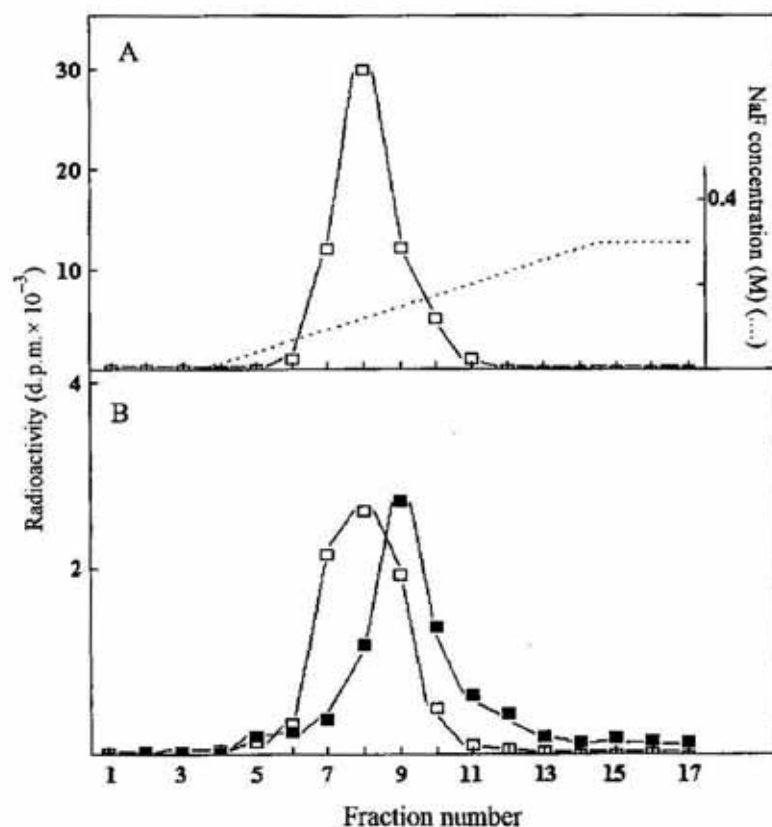 A
30
20
10
0.4
NaF concentration (M) (.....)
Radioactivity (d.p.m.× 10⁻³)
B
4
2
1 3 5 7 9 11 13 15 17
Fraction number